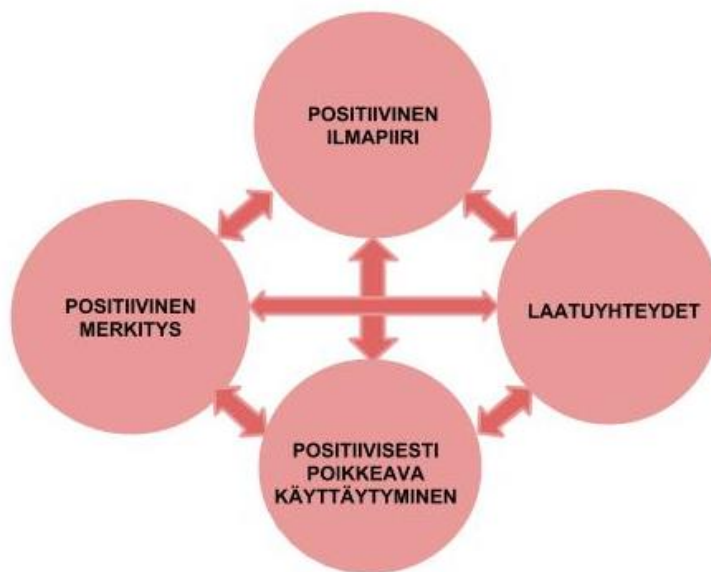 POSITIIVINEN
ILMAPIIRI
POSITIIVINEN
MERKITYS
LAATUYHTEYDET
POSITIIVISESTI
POIKKEAVA
KÄYTTÄYTYMINEN